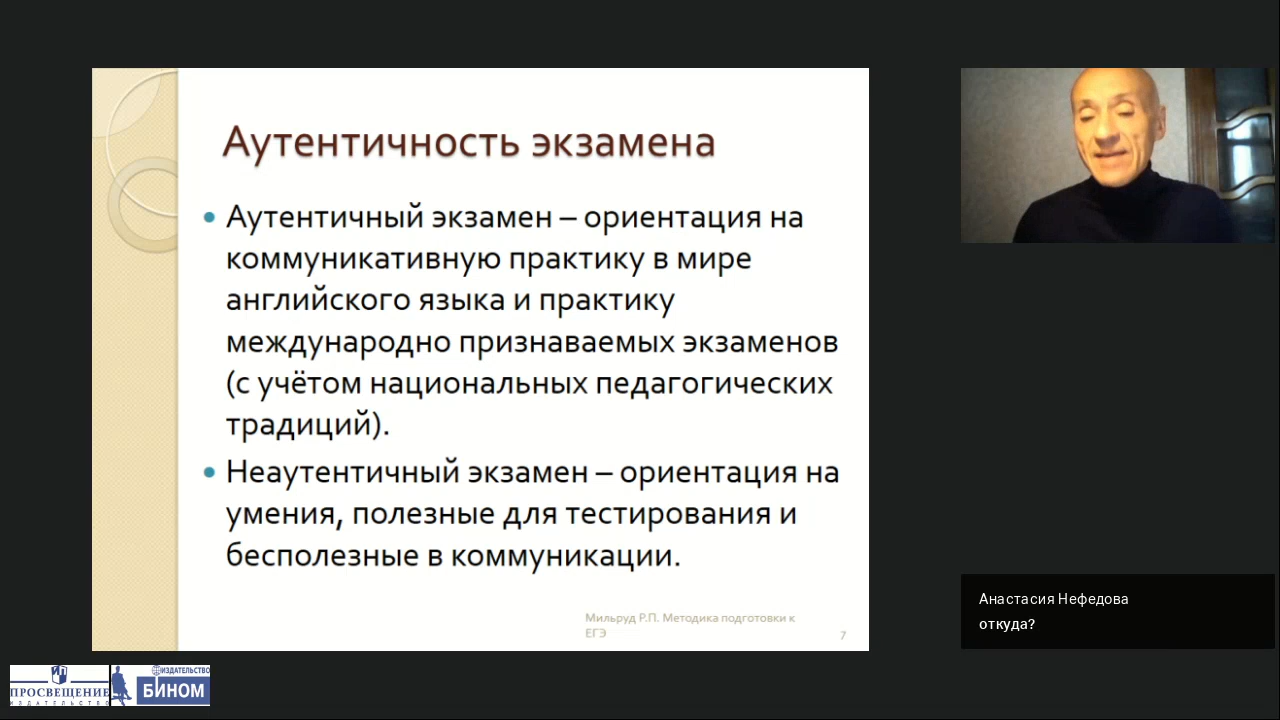 Аутентичность экзамена
• Аутентичный экзамен – ориентация на
коммуникативную практику в мире
английского языка и практику
международно признаваемых экзаменов
(с учётом национальных педагогических
традиций).
• Неаутентичный экзамен – ориентация на
умения, полезные для тестирования и
бесполезные в коммуникации.
Мильруд Р.П. Методика подготовки к
ЕГЭ
7
Анастасия Нефедова
откуда?
ПРОСВЕЩЕНИЕ
ИЗДАТЕЛЬСТВО
ИЗДАТЕЛЬСТВО
БИНОМ